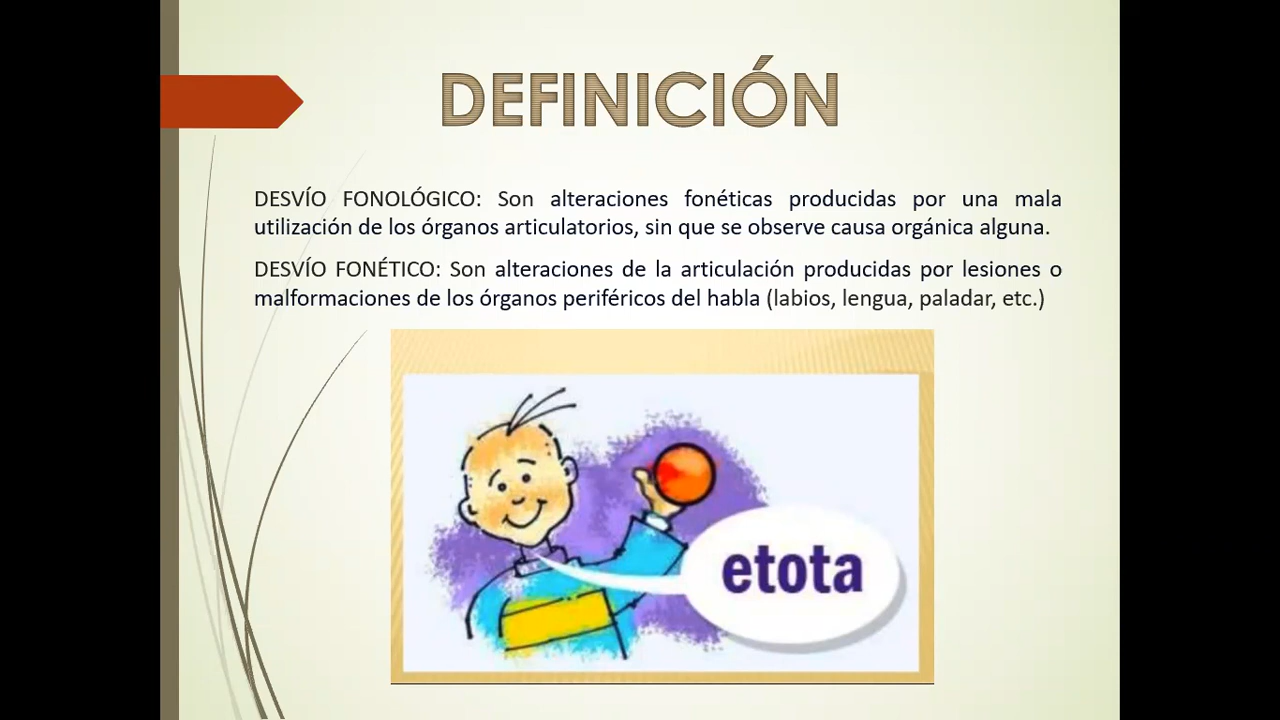 DEFINICIÓN
DESVÍO FONOLÓGICO: Son alteraciones fonéticas producidas por una mala
utilización de los órganos articulatorios, sin que se observe causa orgánica alguna.
DESVÍO FONÉTICO: Son alteraciones de la articulación producidas por lesiones o
malformaciones de los órganos periféricos del habla (labios, lengua, paladar, etc.)
etota